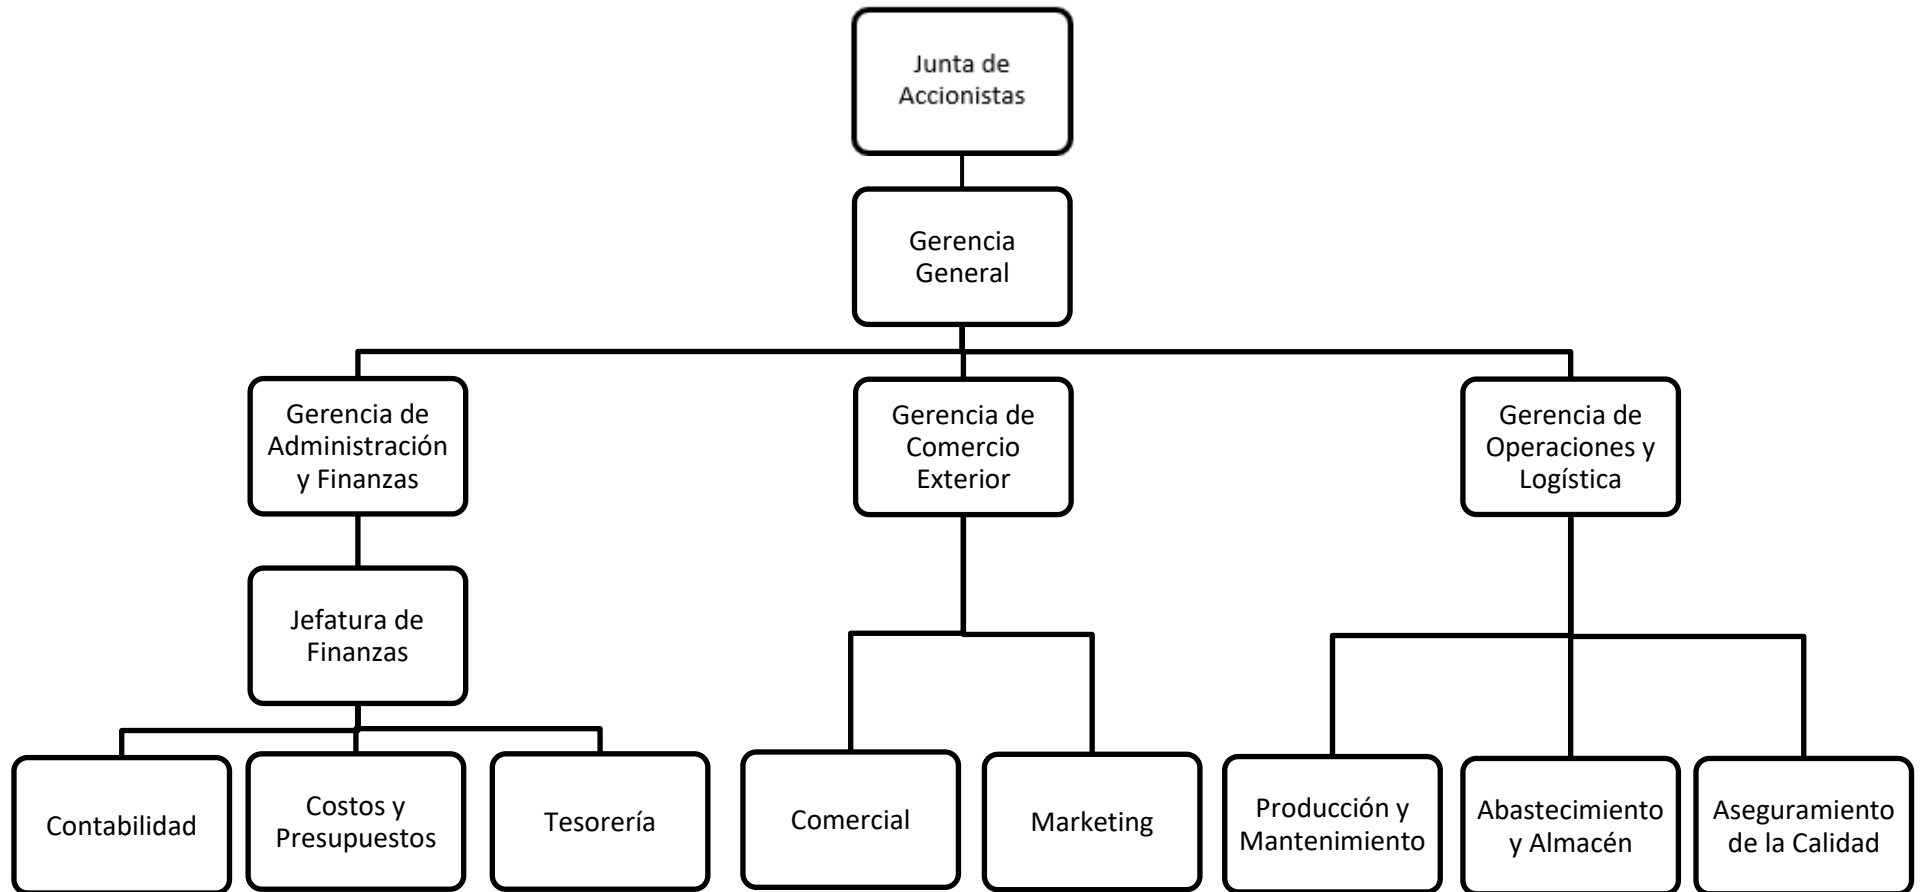 Junta de
Accionistas
Gerencia
General
Gerencia de
Administración
y Finanzas
Gerencia de
Comercio
Exterior
Gerencia de
Operaciones y
Logística
Jefatura de
Finanzas
Contabilidad
Costos y
Presupuestos
Tesorería
Comercial
Marketing
Producción y
Mantenimiento
Abastecimiento
y Almacén
Aseguramiento
de la Calidad